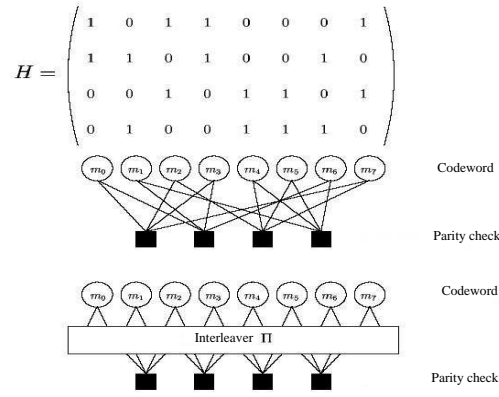 1 0 1 1 0 0 0 1
H = 1 1 0 1 0 0 1 0
0 0 1 0 1 1 0 1
0 1 0 0 1 1 1 0
m₀ m₁ m₂ m₃ m₄ m₅ m₆ m₇ Codeword
Parity check
m₀ m₁ m₂ m₃ m₄ m₅ m₆ m₇ Codeword
Interleaver Π
Parity check